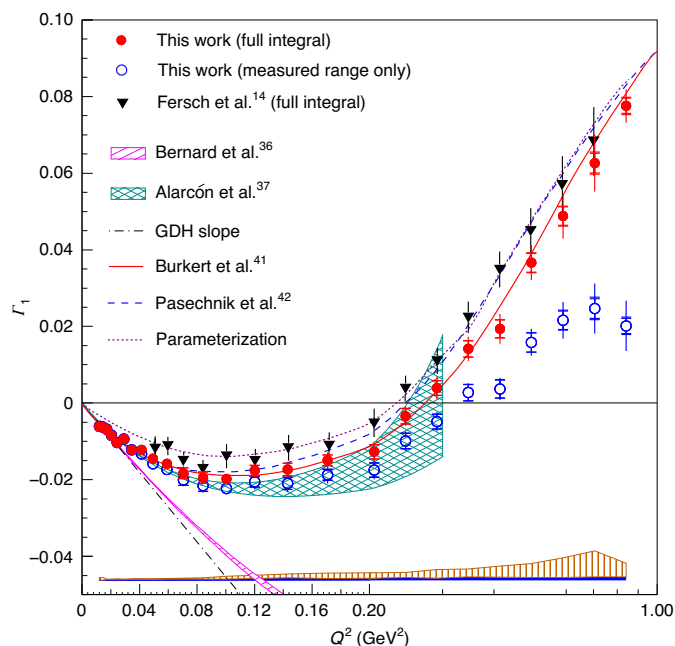 0.10
0.08
0.06
0.04
0.02
0
−0.02
−0.04
Γ₁
This work (full integral)
This work (measured range only)
Fersch et al.¹⁴ (full integral)
Bernard et al.³⁶
Alarcón et al.³⁷
GDH slope
Burkert et al.⁴¹
Pasechnik et al.⁴²
Parameterization
0 0.04 0.08 0.12 0.16 0.20 1.00
Q² (GeV²)